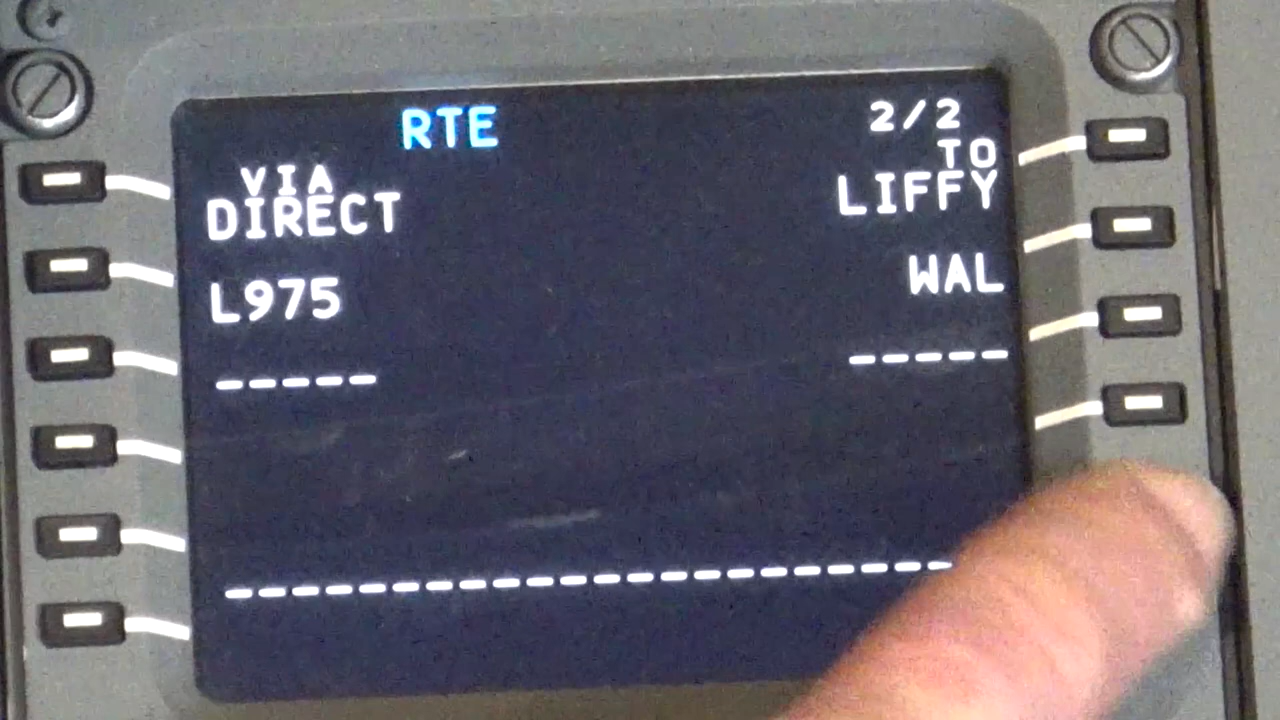 RTE 2/2
VIA TO
DIRECT LIFFY
L975 WAL
----- -----